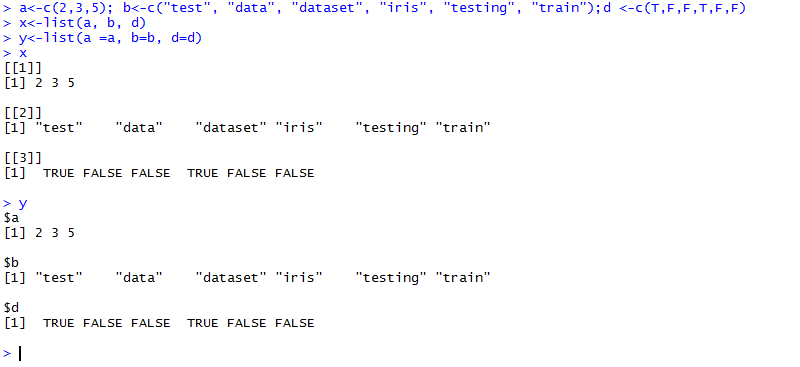 > a<-c(2,3,5); b<-c("test", "data", "dataset", "iris", "testing", "train");d <-c(T,F,F,T,F,F)
> x<-list(a, b, d)
> y<-list(a =a, b=b, d=d)
> x
[[1]]
[1] 2 3 5
[[2]]
[1] "test"    "data"    "dataset" "iris"    "testing" "train"
[[3]]
[1]  TRUE FALSE FALSE  TRUE FALSE FALSE
> y
$a
[1] 2 3 5
$b
[1] "test"    "data"    "dataset" "iris"    "testing" "train"
$d
[1]  TRUE FALSE FALSE  TRUE FALSE FALSE
>